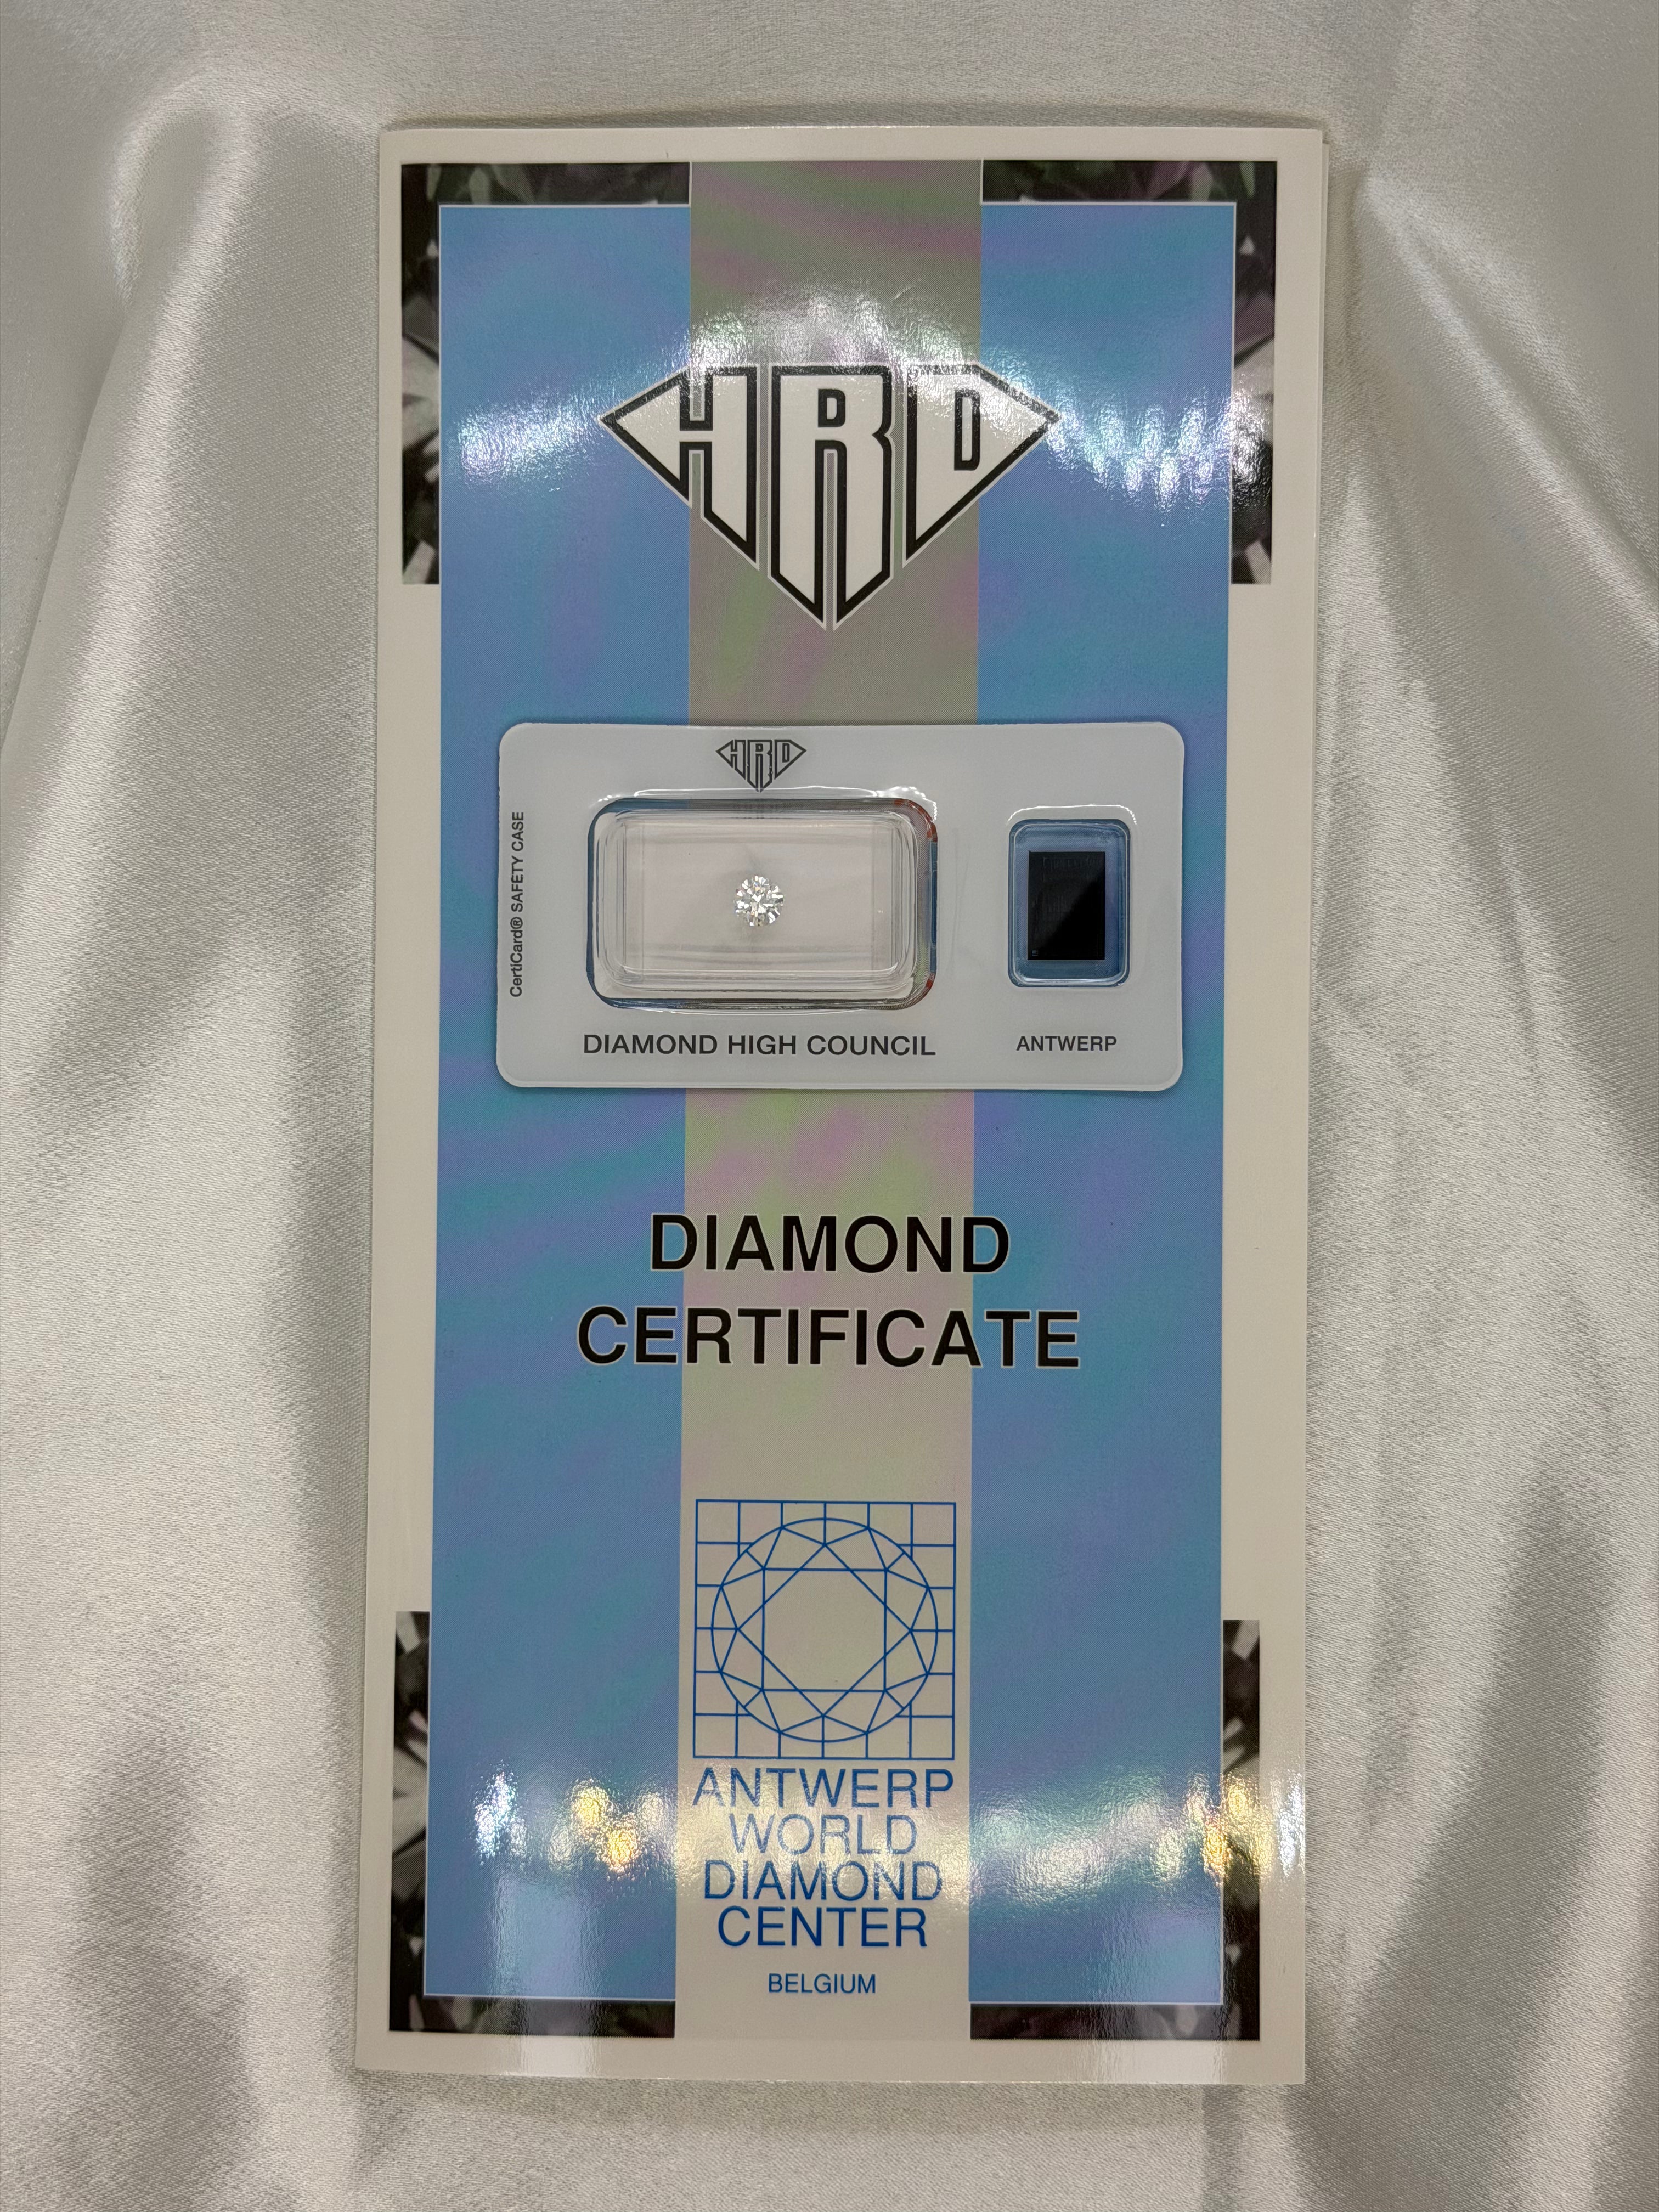 HRD
HRD
CertiCard® SAFETY CASE
DIAMOND HIGH COUNCIL
ANTWERP
DIAMOND
CERTIFICATE
ANTWERP
WORLD
DIAMOND
CENTER
BELGIUM